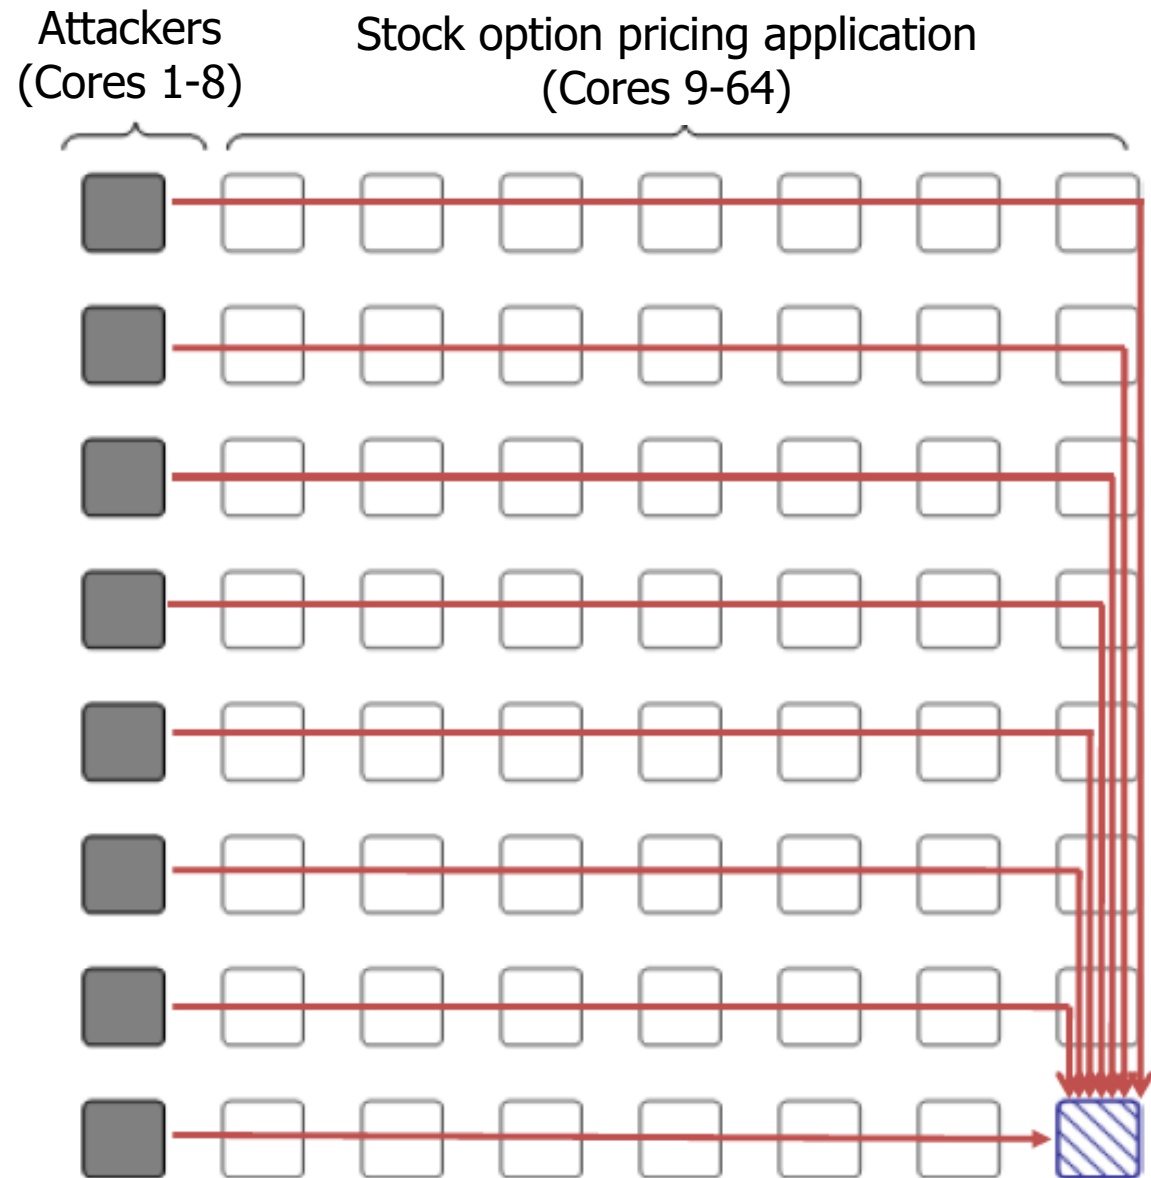 Attackers
(Cores 1-8)
Stock option pricing application
(Cores 9-64)